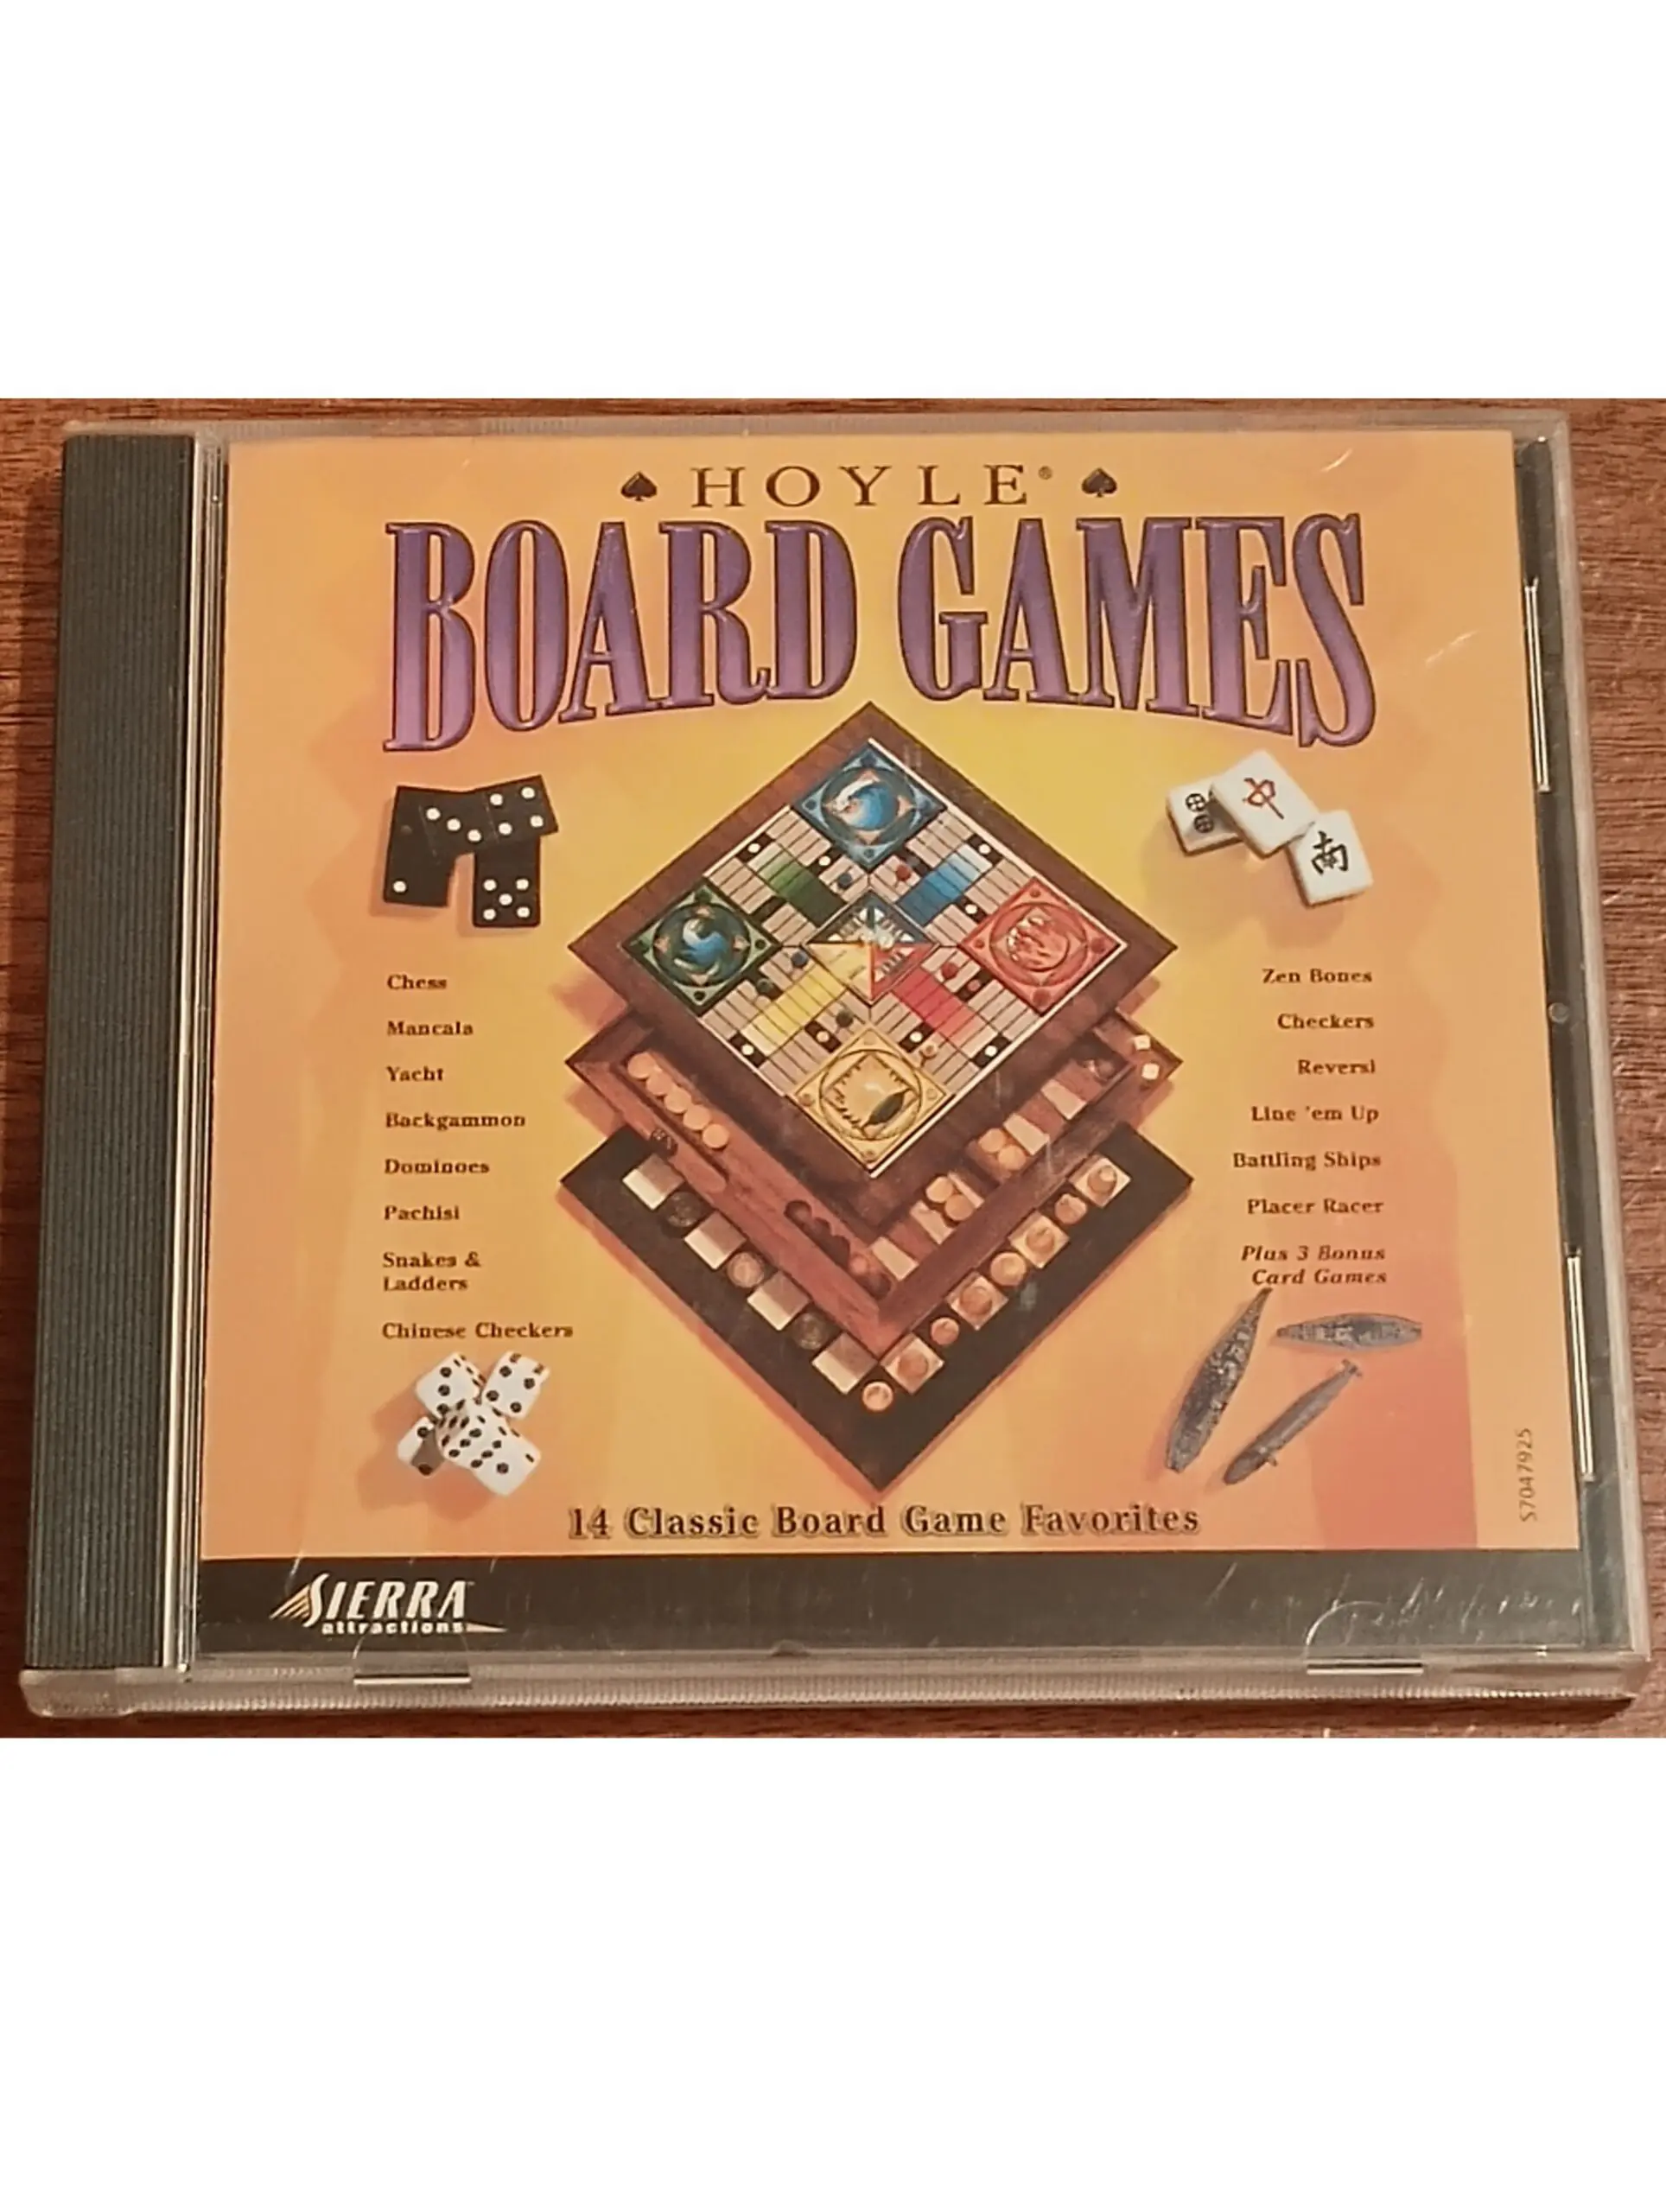 HOYLE®
BOARD GAMES
中
南
Chess
Mancala
Yacht
Backgammon
Dominoes
Pachisi
Snakes &
Ladders
Chinese Checkers
Zen Bones
Checkers
Reversi
Line 'em Up
Battling Ships
Placer Racer
Plus 3 Bonus
Card Games
S7047925
14 Classic Board Game Favorites
SIERRA™
attractions